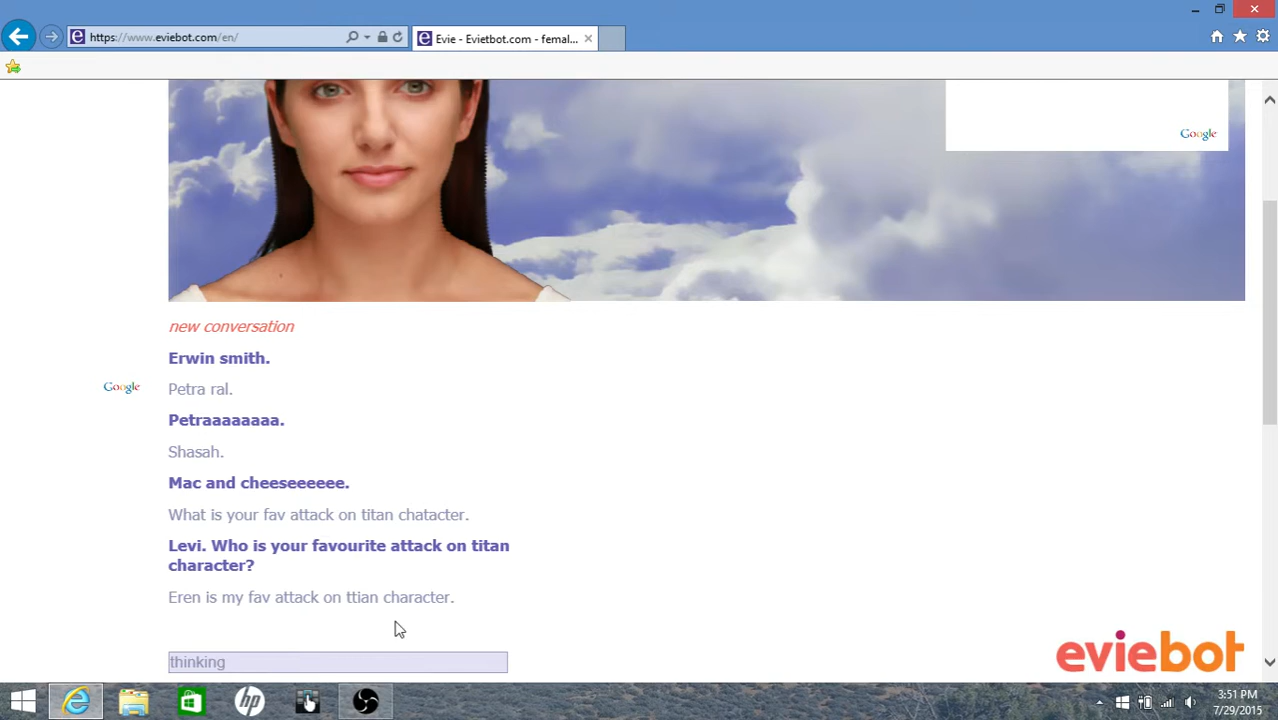 https://www.eviebot.com/en/
Evie - Evietbot.com - femal...
Google
new conversation
Erwin smith.
Google
Petra ral.
Petraaaaaaaa.
Shasah.
Mac and cheeseeeeee.
What is your fav attack on titan chatacter.
Levi. Who is your favourite attack on titan
character?
Eren is my fav attack on ttian character.
thinking
eviebot
hp
3:51 PM
7/29/2015